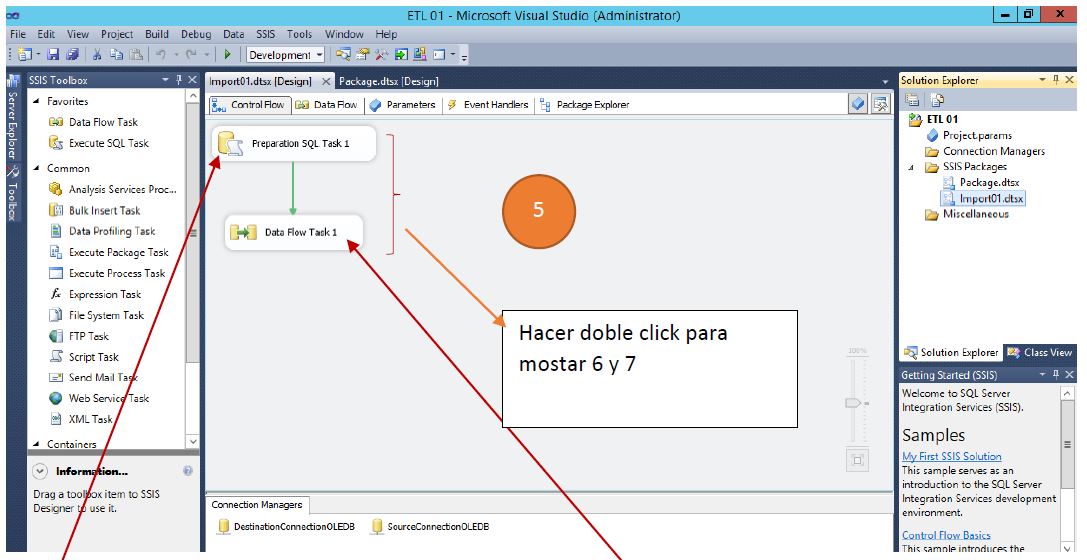 ETL 01 - Microsoft Visual Studio (Administrator)
File Edit View Project Build Debug Data SSIS Tools Window Help
Development
Server Explorer
Toolbox
SSIS Toolbox
Favorites
Data Flow Task
Execute SQL Task
Common
Analysis Services Proc...
Bulk Insert Task
Data Profiling Task
Execute Package Task
Execute Process Task
Expression Task
File System Task
FTP Task
Script Task
Send Mail Task
Web Service Task
XML Task
Containers
Information...
Drag a toolbox item to SSIS
Designer to use it.
Import01.dtsx [Design] Package.dtsx [Design]
Control Flow Data Flow Parameters Event Handlers Package Explorer
Preparation SQL Task 1
Data Flow Task 1
5
Hacer doble click para
mostar 6 y 7
100%
Connection Managers
DestinationConnectionOLEDB SourceConnectionOLEDB
Solution Explorer
ETL 01
Project.params
Connection Managers
SSIS Packages
Package.dtsx
Import01.dtsx
Miscellaneous
Solution Explorer Class View
Getting Started (SSIS)
Welcome to SQL Server
Integration Services (SSIS).
Samples
My First SSIS Solution
This sample serves as an
introduction to the SQL Server
Integration Services development
environment.
Control Flow Basics
This sample introduces the